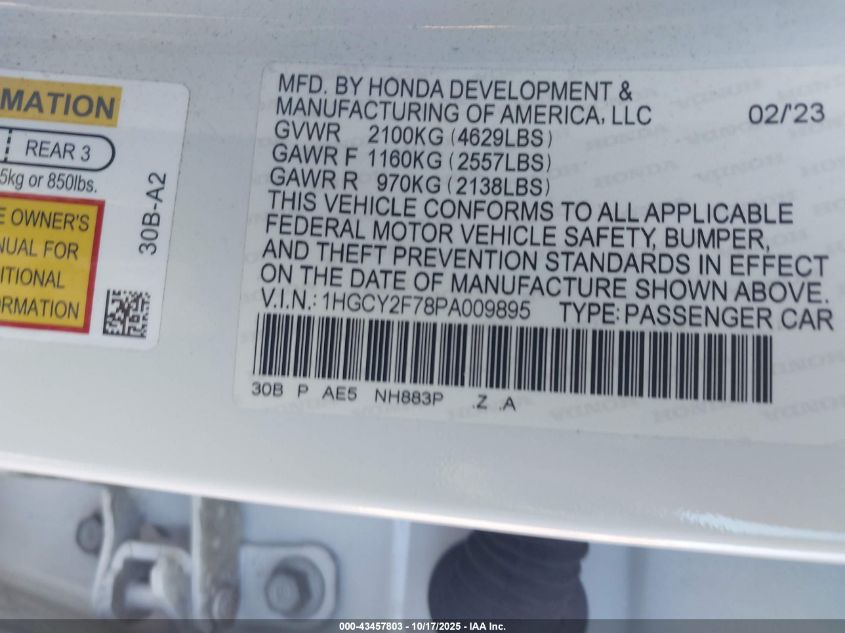 MATION
REAR 3
5kg or 850lbs.
E OWNER'S
NUAL FOR
ITIONAL
ORMATION
30B-A2
MFD. BY HONDA DEVELOPMENT &
MANUFACTURING OF AMERICA, LLC 02/'23
GVWR 2100KG (4629LBS)
GAWR F 1160KG (2557LBS)
GAWR R 970KG (2138LBS)
THIS VEHICLE CONFORMS TO ALL APPLICABLE
FEDERAL MOTOR VEHICLE SAFETY, BUMPER,
AND THEFT PREVENTION STANDARDS IN EFFECT
ON THE DATE OF MANUFACTURE SHOWN ABOVE.
V.I.N.: 1HGCY2F78PA009895 TYPE: PASSENGER CAR
30B P AE5 NH883P .Z .A
000-43457803 - 10/17/2025 - IAA Inc.